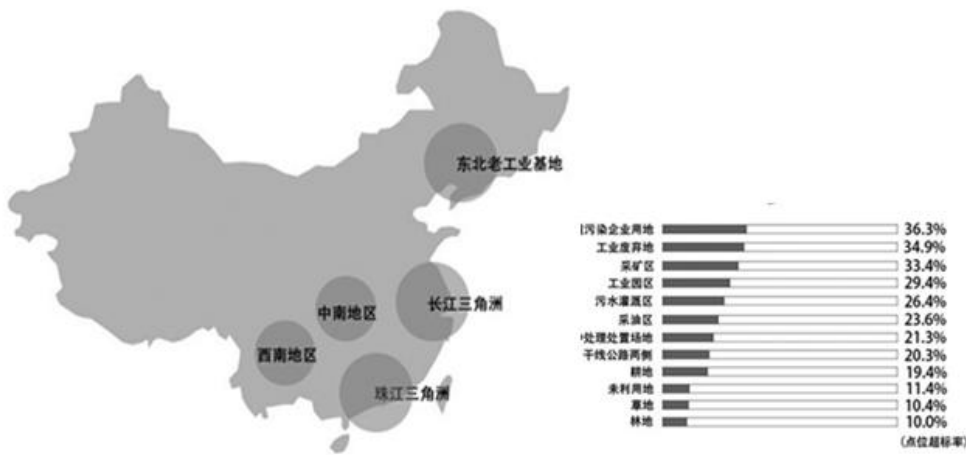 东北老工业基地
长江三角洲
中南地区
西南地区
珠江三角洲
污染企业用地 36.3%
工业废弃地 34.9%
采矿区 33.4%
工业园区 29.4%
污水灌溉区 26.4%
采油区 23.6%
处理处置场地 21.3%
干线公路两侧 20.3%
耕地 19.4%
未利用地 11.4%
草地 10.4%
林地 10.0%
(点位超标率)